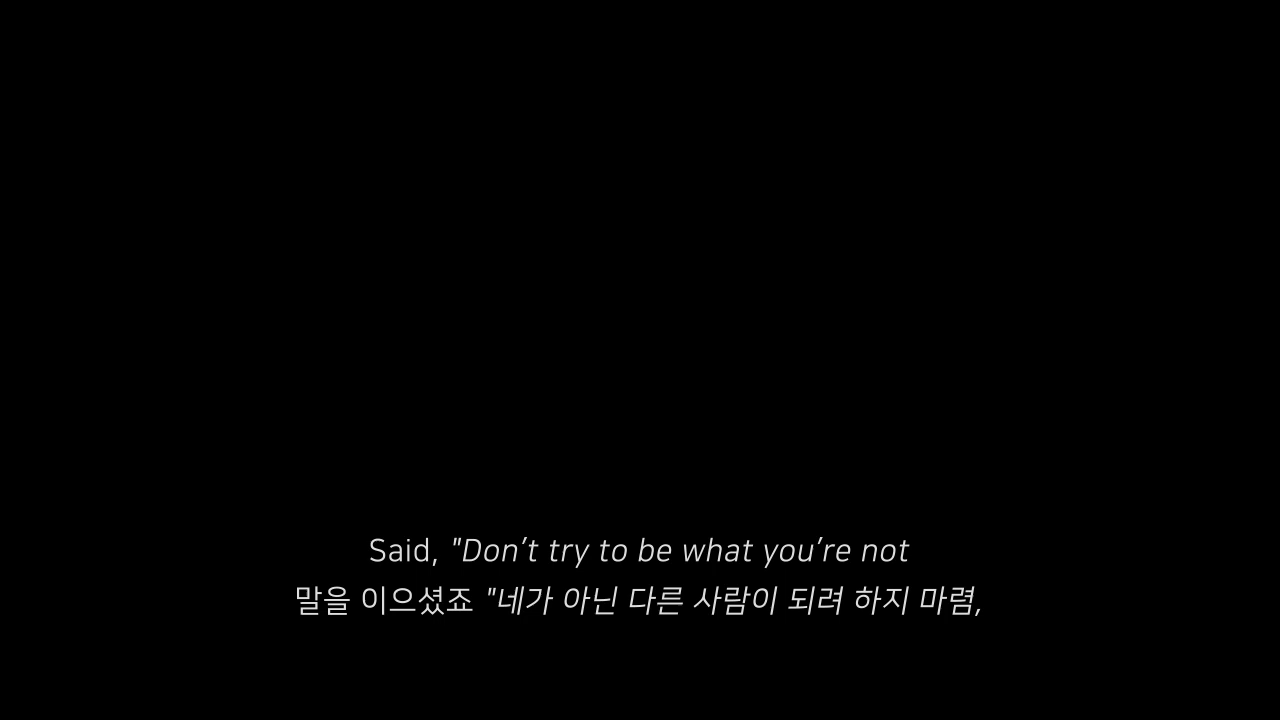 Said, "Don’t try to be what you’re not
말을 이으셨죠 "네가 아닌 다른 사람이 되려 하지 마렴,